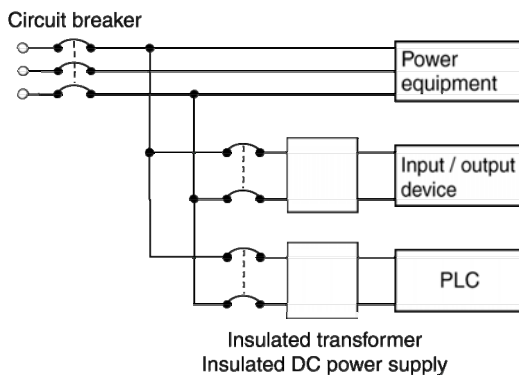 Circuit breaker
Power
equipment
Input / output
device
PLC
Insulated transformer
Insulated DC power supply